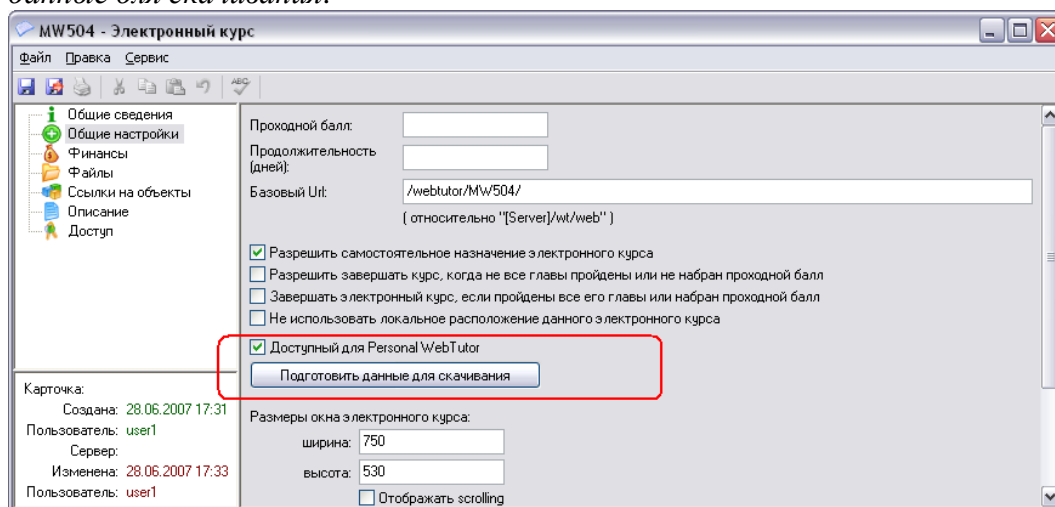 данные для скачивания.
MW504 - Электронный курс
Файл Правка Сервис
ABC
Общие сведения
Общие настройки
Финансы
Файлы
Ссылки на объекты
Описание
Доступ
Карточка:
Создана: 28.06.2007 17:31
Пользователь: user1
Сервер:
Изменена: 28.06.2007 17:33
Пользователь: user1
Проходной балл:
Продолжительность
(дней):
Базовый Url: /webtutor/MW504/
( относительно "[Server]/wt/web" )
Разрешить самостоятельное назначение электронного курса
Разрешить завершать курс, когда не все главы пройдены или не набран проходной балл
Завершать электронный курс, если пройдены все его главы или набран проходной балл
Не использовать локальное расположение данного электронного курса
Доступный для Personal WebTutor
Подготовить данные для скачивания
Размеры окна электронного курса:
ширина: 750
высота: 530
Отображать scrolling